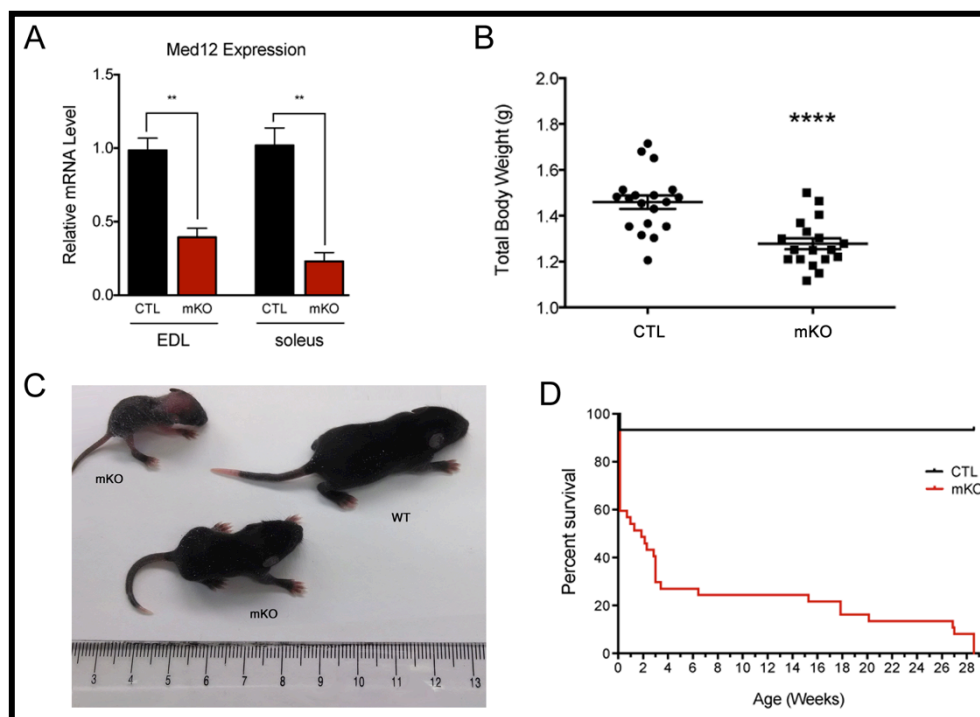 A
Med12 Expression
Relative mRNA Level
1.5
1.0
0.5
0.0
**
**
CTL
mKO
CTL
mKO
EDL
soleus
B
Total Body Weight (g)
2.0
1.8
1.6
1.4
1.2
1.0
****
CTL
mKO
C
mKO
WT
mKO
3 4 5 6 7 8 9 10 11 12 13
D
Percent survival
100
80
60
40
20
0
CTL
mKO
0 2 4 6 8 10 12 14 16 18 20 22 24 26 28
Age (Weeks)